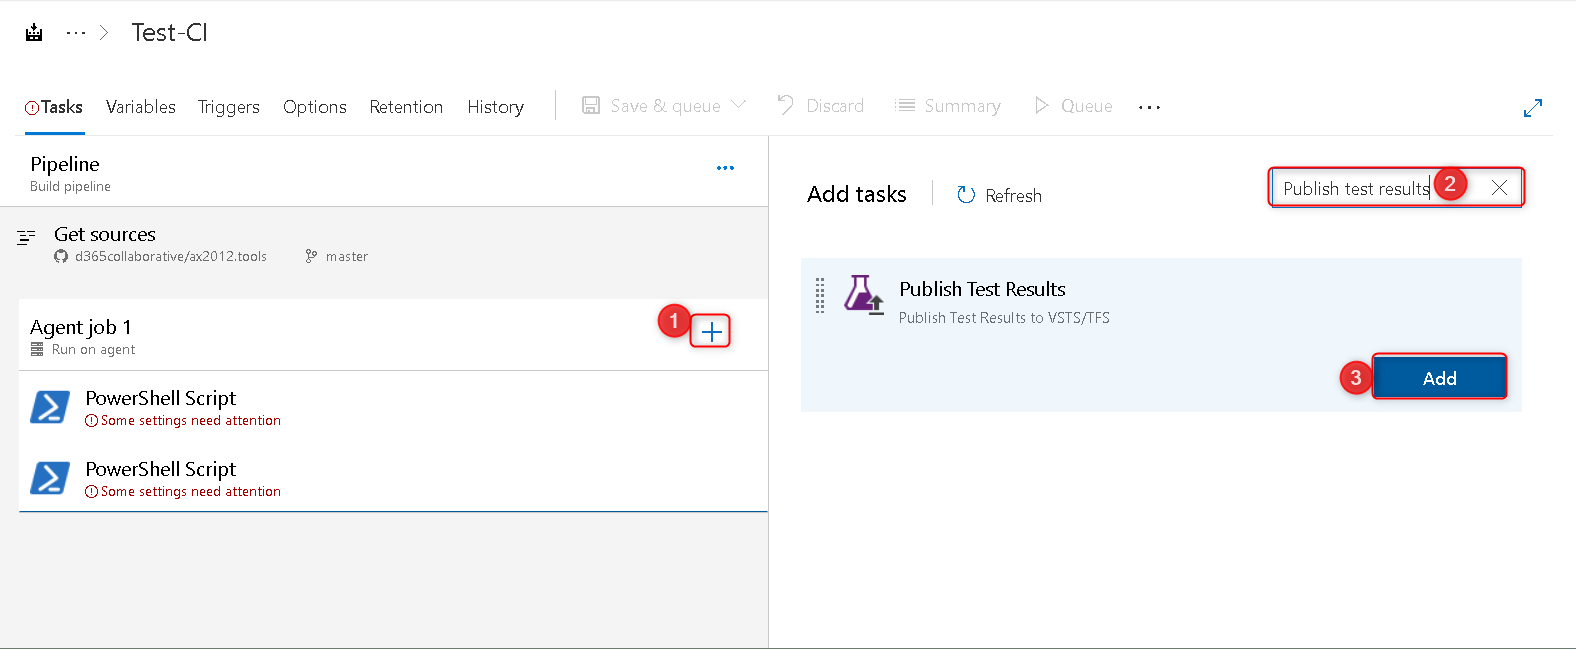 ··· > Test-CI
Tasks Variables Triggers Options Retention History Save & queue Discard Summary Queue ···
Pipeline ···
Build pipeline
Get sources
d365collaborative/ax2012.tools master
Agent job 1
Run on agent
1
PowerShell Script
Some settings need attention
PowerShell Script
Some settings need attention
Add tasks Refresh
Publish test results 2
Publish Test Results
Publish Test Results to VSTS/TFS
3 Add